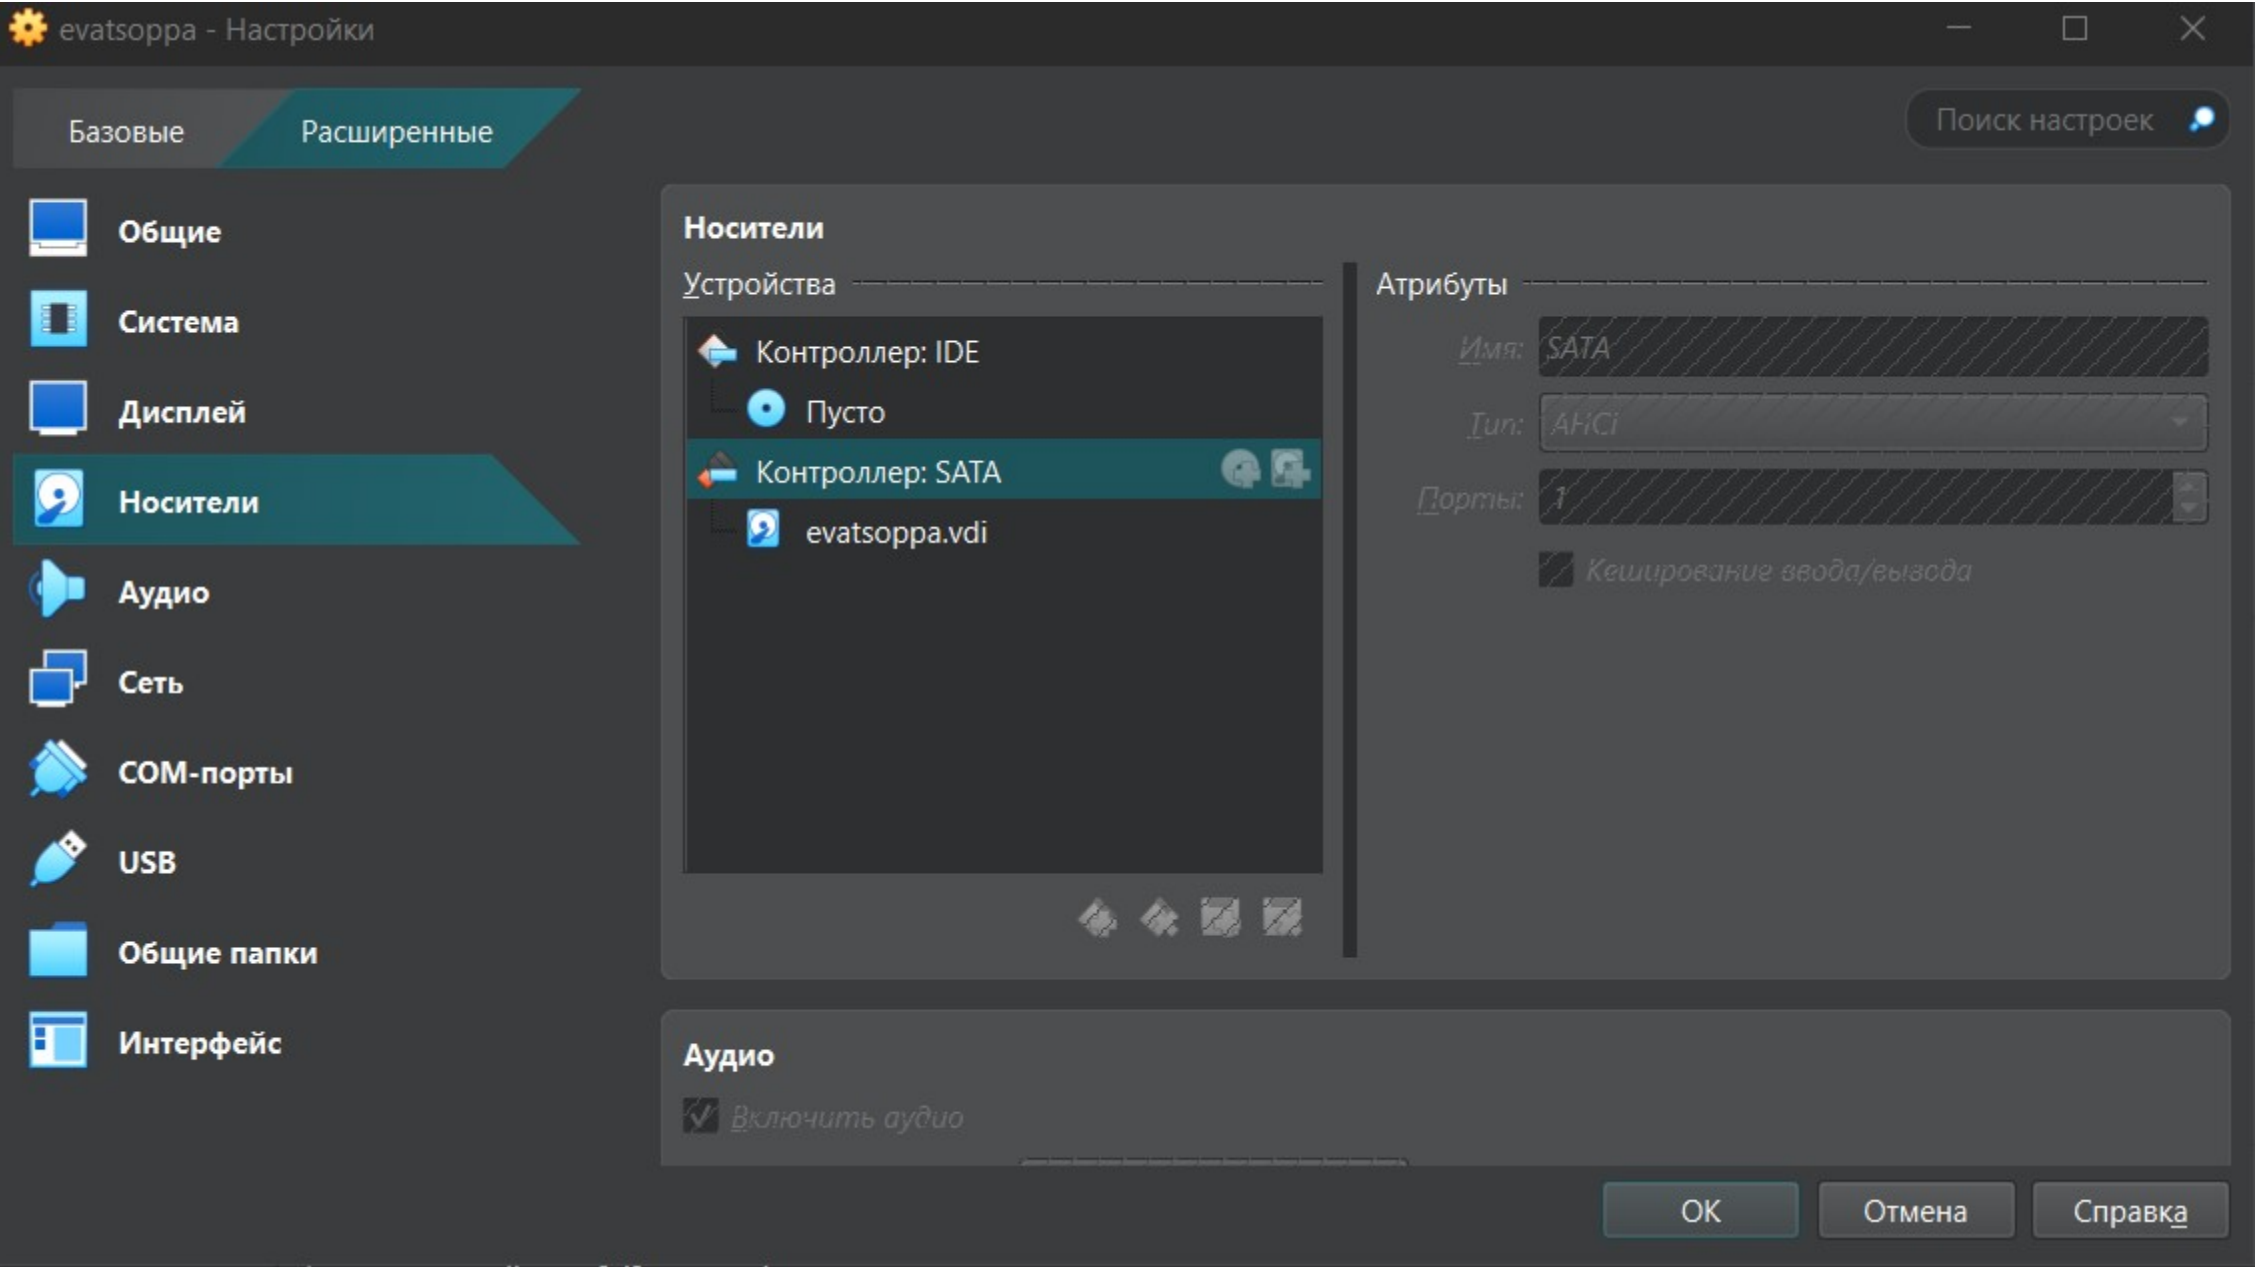 evatsoppa - Настройки
Базовые
Расширенные
Поиск настроек
Общие
Система
Дисплей
Носители
Аудио
Сеть
COM-порты
USB
Общие папки
Интерфейс
Носители
Устройства
Контроллер: IDE
Пусто
Контроллер: SATA
evatsoppa.vdi
Атрибуты
Имя: SATA
Тип: AHCI
Порты: 1
Кеширование ввода/вывода
Аудио
Включить аудио
OK
Отмена
Справка